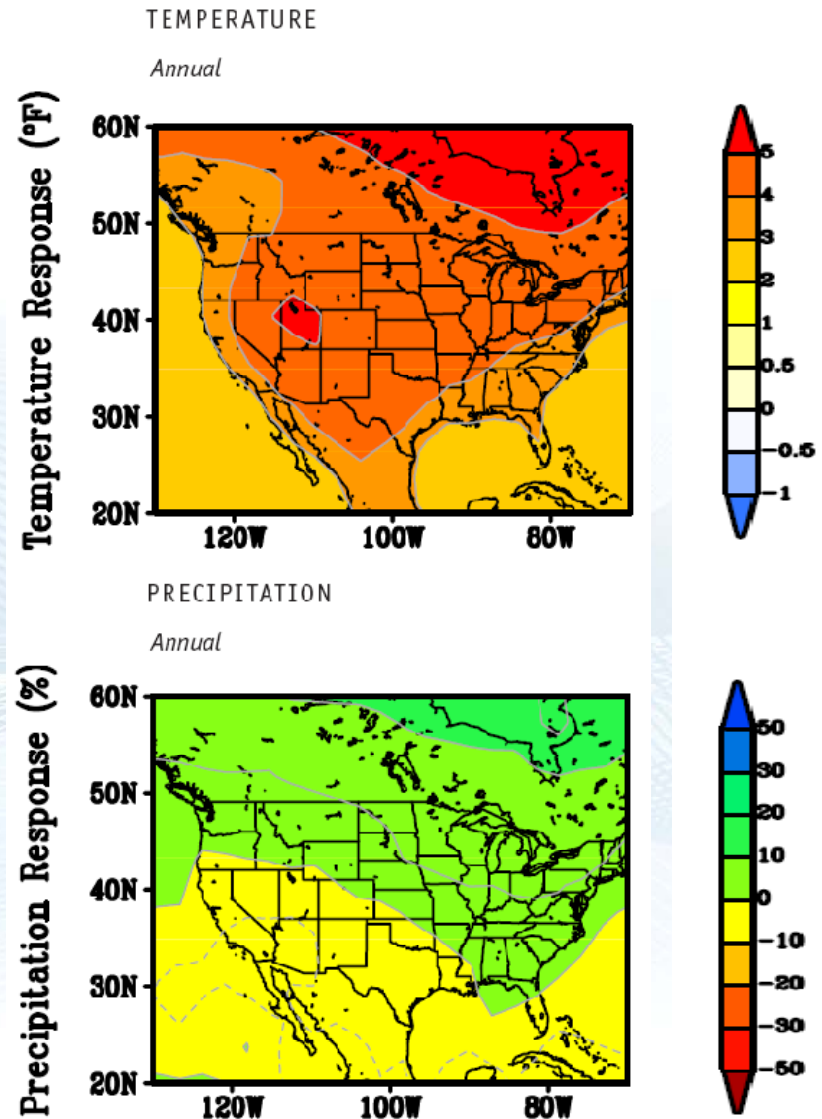 TEMPERATURE
Annual
Temperature Response (°F)
60N
50N
40N
30N
20N
120W 100W 80W
5
4
3
2
1
0.5
0
-0.5
-1
PRECIPITATION
Annual
Precipitation Response (%)
60N
50N
40N
30N
20N
120W 100W 80W
50
30
20
10
0
-10
-20
-30
-50